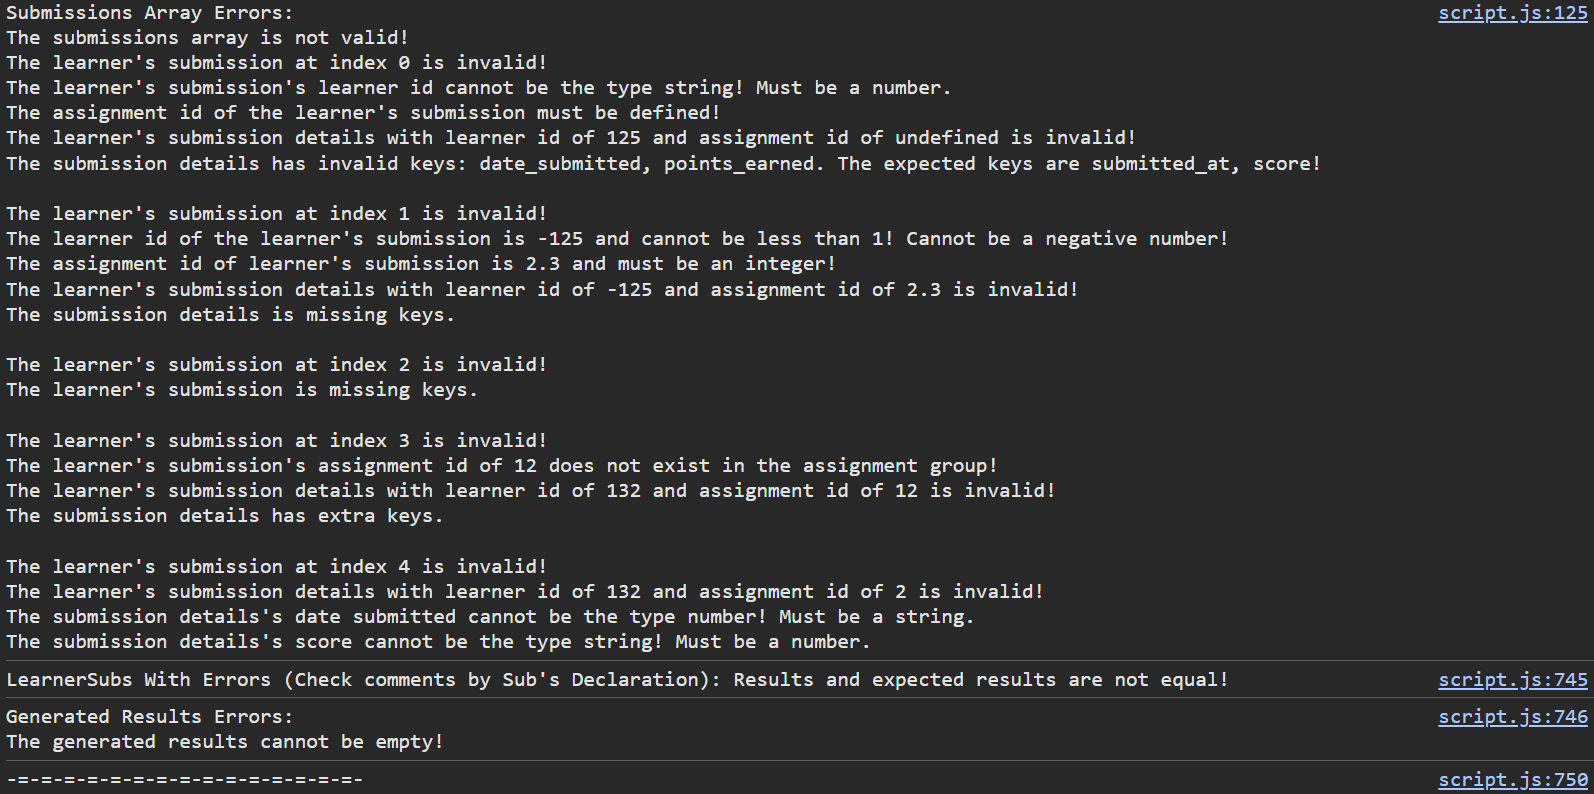 Submissions Array Errors: script.js:125
The submissions array is not valid!
The learner's submission at index 0 is invalid!
The learner's submission's learner id cannot be the type string! Must be a number.
The assignment id of the learner's submission must be defined!
The learner's submission details with learner id of 125 and assignment id of undefined is invalid!
The submission details has invalid keys: date_submitted, points_earned. The expected keys are submitted_at, score!

The learner's submission at index 1 is invalid!
The learner id of the learner's submission is -125 and cannot be less than 1! Cannot be a negative number!
The assignment id of learner's submission is 2.3 and must be an integer!
The learner's submission details with learner id of -125 and assignment id of 2.3 is invalid!
The submission details is missing keys.

The learner's submission at index 2 is invalid!
The learner's submission is missing keys.

The learner's submission at index 3 is invalid!
The learner's submission's assignment id of 12 does not exist in the assignment group!
The learner's submission details with learner id of 132 and assignment id of 12 is invalid!
The submission details has extra keys.

The learner's submission at index 4 is invalid!
The learner's submission details with learner id of 132 and assignment id of 2 is invalid!
The submission details's date submitted cannot be the type number! Must be a string.
The submission details's score cannot be the type string! Must be a number.
LearnerSubs With Errors (Check comments by Sub's Declaration): Results and expected results are not equal! script.js:745
Generated Results Errors: script.js:746
The generated results cannot be empty!
-=-=-=-=-=-=-=-=-=-=-=-=-=-=-=- script.js:750